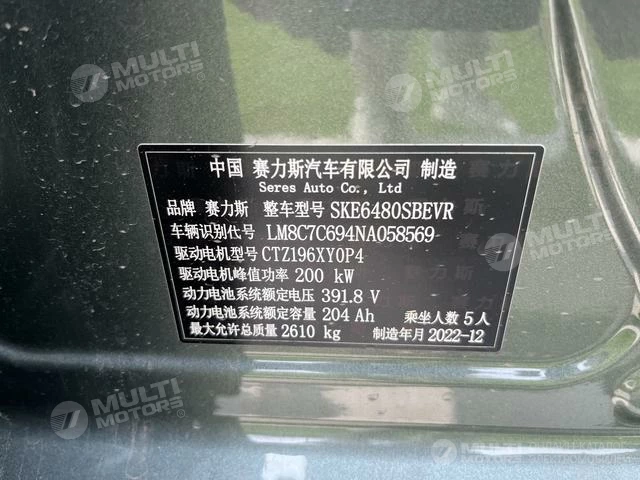 MULTI MOTORS
MULTI MOTORS
中国 赛力斯汽车有限公司 制造
Seres Auto Co., Ltd
品牌 赛力斯 整车型号 SKE6480SBEVR
车辆识别代号 LM8C7C694NA058569
驱动电机型号 CTZ196XY0P4
驱动电机峰值功率 200 kW
动力电池系统额定电压 391.8 V
动力电池系统额定容量 204 Ah 乘坐人数 5 人
最大允许总质量 2610 kg 制造年月 2022-12
MULTI MOTORS
MULTI MOTORS